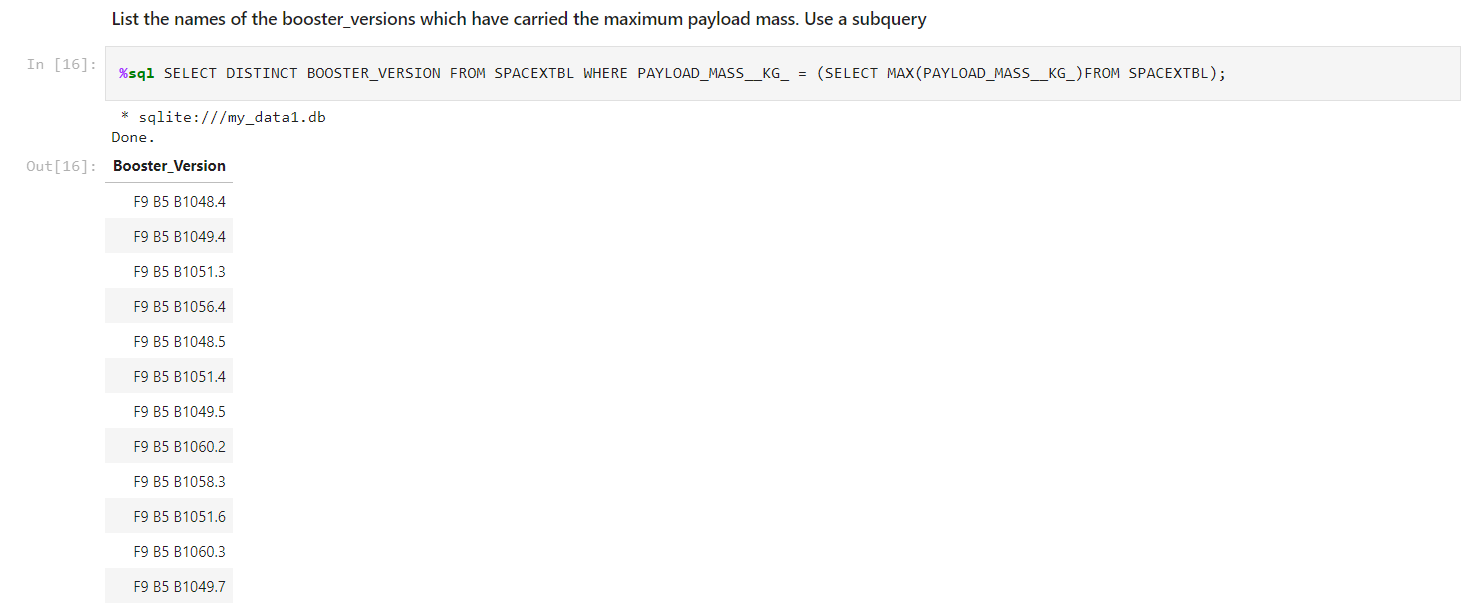 List the names of the booster_versions which have carried the maximum payload mass. Use a subquery
In [16]: %sql SELECT DISTINCT BOOSTER_VERSION FROM SPACEXTBL WHERE PAYLOAD_MASS__KG_ = (SELECT MAX(PAYLOAD_MASS__KG_)FROM SPACEXTBL);
* sqlite:///my_data1.db
Done.
Out[16]: Booster_Version
F9 B5 B1048.4
F9 B5 B1049.4
F9 B5 B1051.3
F9 B5 B1056.4
F9 B5 B1048.5
F9 B5 B1051.4
F9 B5 B1049.5
F9 B5 B1060.2
F9 B5 B1058.3
F9 B5 B1051.6
F9 B5 B1060.3
F9 B5 B1049.7